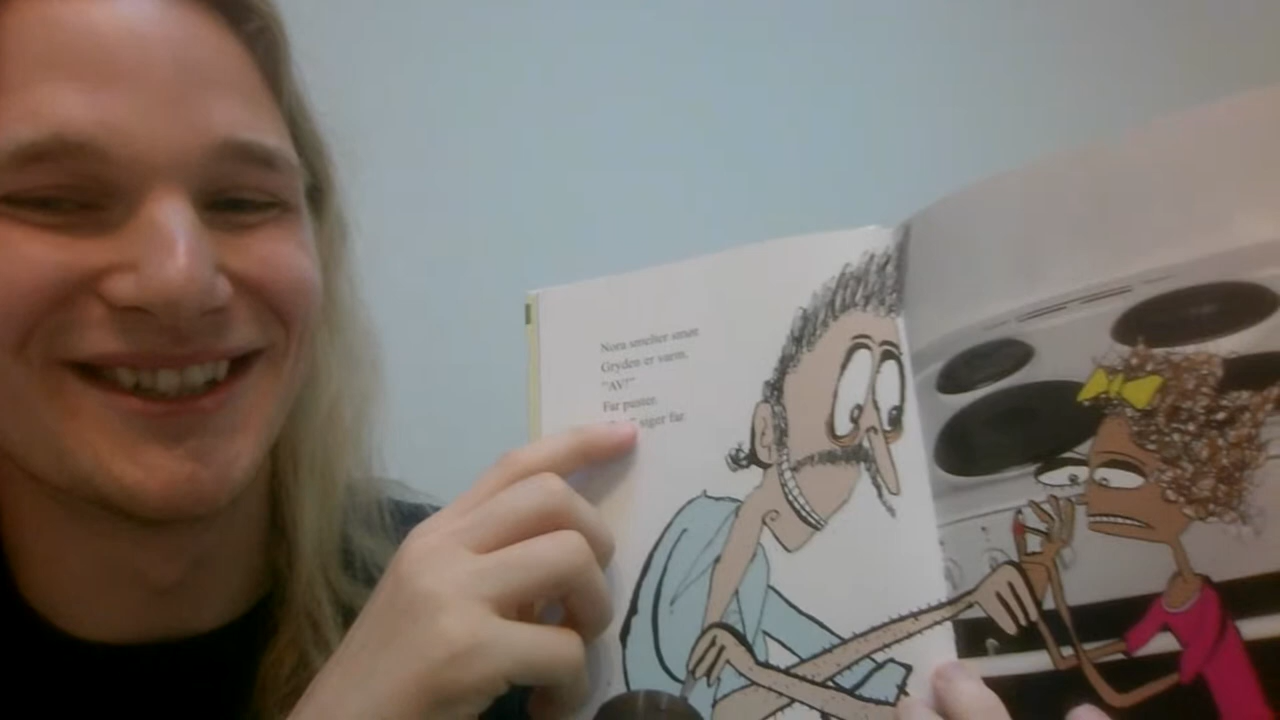 Nora smelter smør.
Gryden er varm.
"AV!"
Far puster.
siger far.